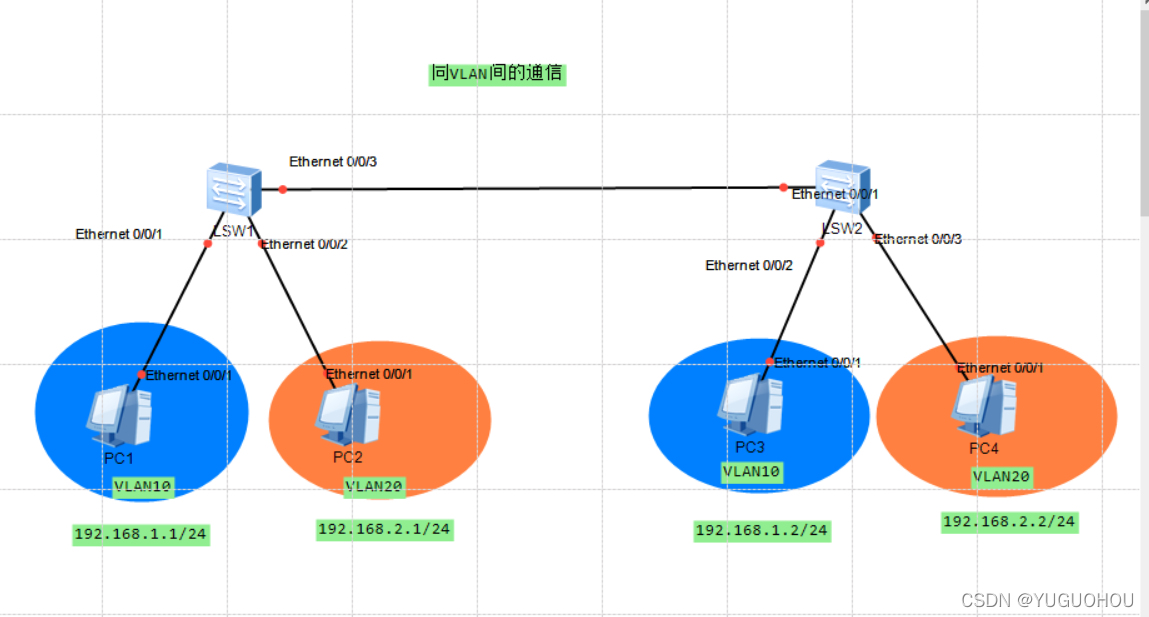 同VLAN间的通信
Ethernet 0/0/3
Ethernet 0/0/1
LSW1
LSW2
Ethernet 0/0/1
Ethernet 0/0/2
Ethernet 0/0/3
Ethernet 0/0/2
Ethernet 0/0/1
Ethernet 0/0/1
Ethernet 0/0/1
Ethernet 0/0/1
PC1
PC2
PC3
PC4
VLAN10
VLAN20
VLAN10
VLAN20
192.168.1.1/24
192.168.2.1/24
192.168.1.2/24
192.168.2.2/24
CSDN @YUGUOHOU